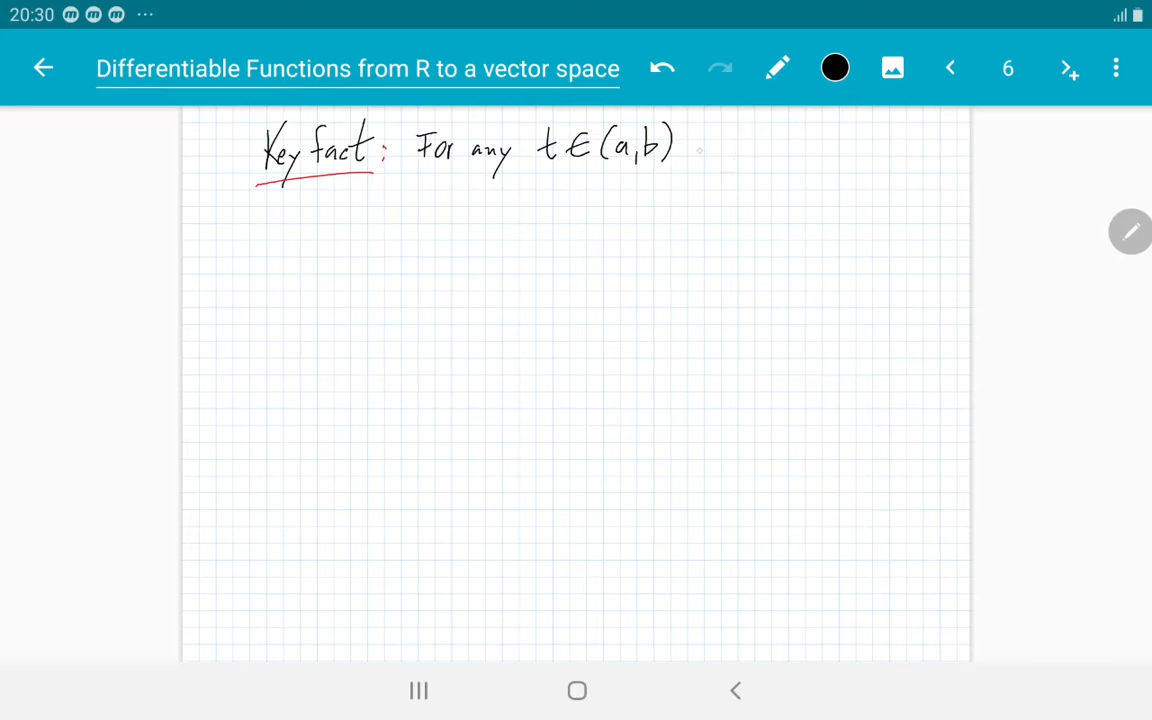 20:30
Differentiable Functions from R to a vector space
6
Key fact: For any t∈(a,b)